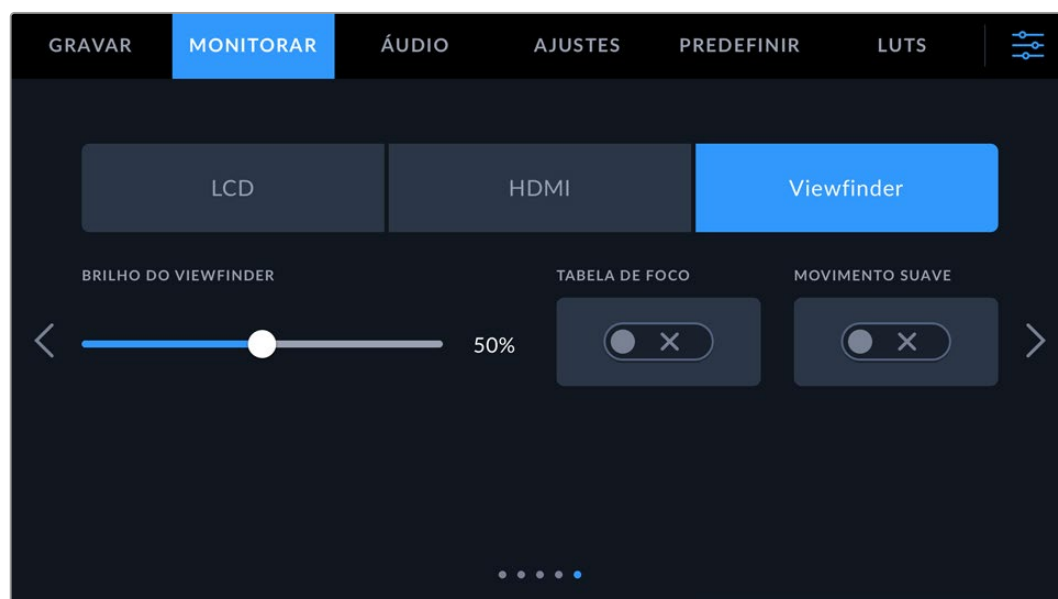 GRAVAR MONITORAR ÁUDIO AJUSTES PREDEFINIR LUTS
LCD HDMI Viewfinder
BRILHO DO VIEWFINDER TABELA DE FOCO MOVIMENTO SUAVE
50%